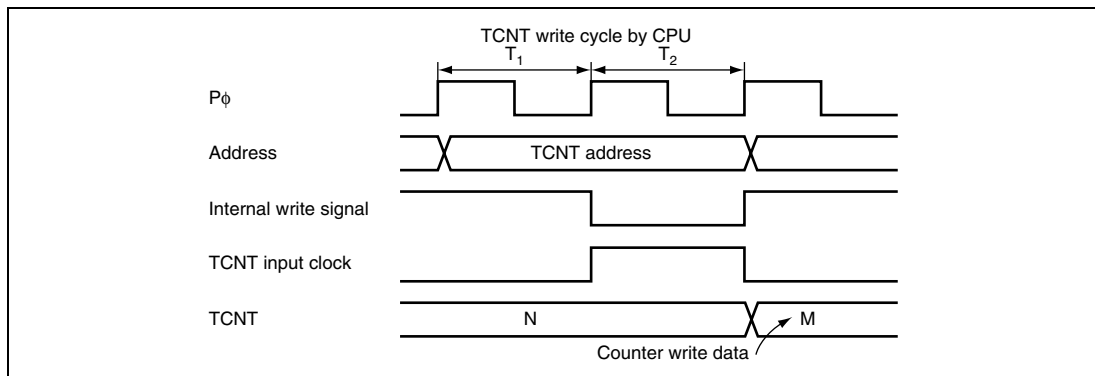 TCNT write cycle by CPU
T1 T2
Pϕ
Address TCNT address
Internal write signal
TCNT input clock
TCNT N M
Counter write data